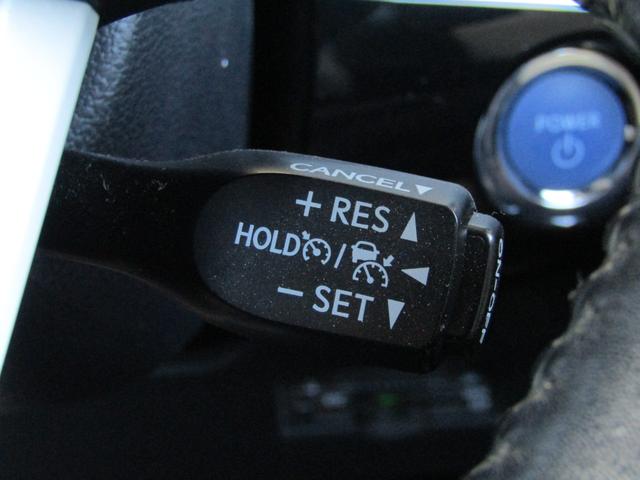 CANCEL▼
+ RES ▲
HOLD / ◄
− SET ▼
ON-OFF
POWER